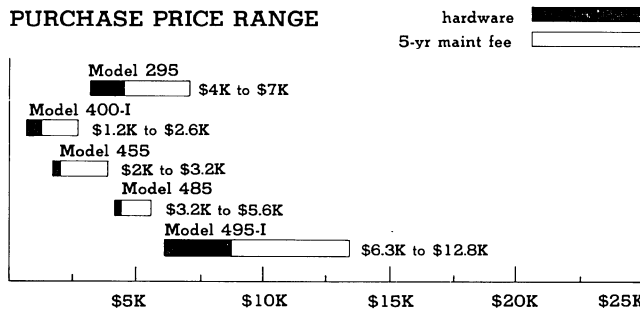 PURCHASE PRICE RANGE
hardware
5-yr maint fee
Model 295
$4K to $7K
Model 400-I
$1.2K to $2.6K
Model 455
$2K to $3.2K
Model 485
$3.2K to $5.6K
Model 495-I
$6.3K to $12.8K
$5K $10K $15K $20K $25K